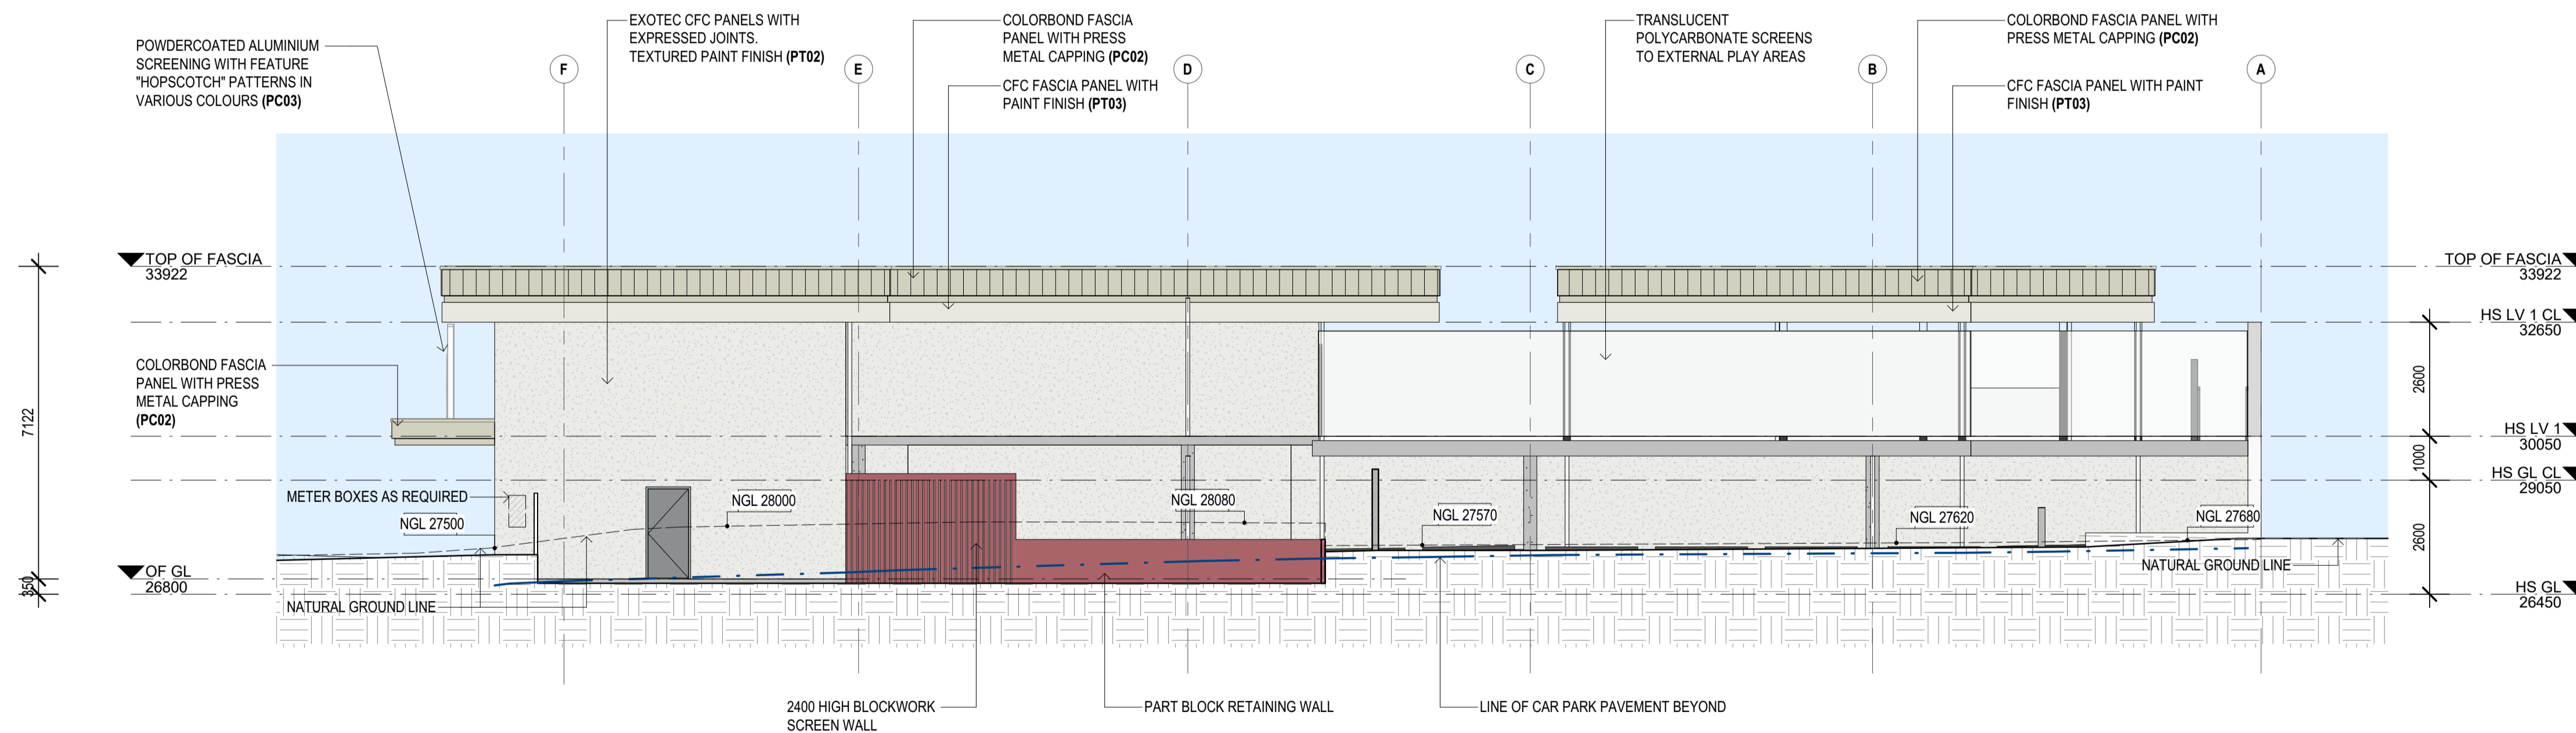 EXOTEC CFC PANELS WITH
EXPRESSED JOINTS.
TEXTURED PAINT FINISH (PT02)
COLORBOND FASCIA
PANEL WITH PRESS
METAL CAPPING (PC02)
TRANSLUCENT
POLYCARBONATE SCREENS
TO EXTERNAL PLAY AREAS
COLORBOND FASCIA PANEL WITH
PRESS METAL CAPPING (PC02)
POWDERCOATED ALUMINIUM
SCREENING WITH FEATURE
"HOPSCOTCH" PATTERNS IN
VARIOUS COLOURS (PC03)
F
E
D
C
B
A
CFC FASCIA PANEL WITH
PAINT FINISH (PT03)
CFC FASCIA PANEL WITH PAINT
FINISH (PT03)
TOP OF FASCIA
33922
TOP OF FASCIA
33922
HS LV 1 CL
32650
COLORBOND FASCIA
PANEL WITH PRESS
METAL CAPPING
(PC02)
7122
2600
HS LV 1
30050
1000
HS GL CL
29050
METER BOXES AS REQUIRED
NGL 27500
NGL 28000
NGL 28080
NGL 27570
NGL 27620
NGL 27680
2600
OF GL
26800
350
NATURAL GROUND LINE
NATURAL GROUND LINE
HS GL
26450
2400 HIGH BLOCKWORK
SCREEN WALL
PART BLOCK RETAINING WALL
LINE OF CAR PARK PAVEMENT BEYOND